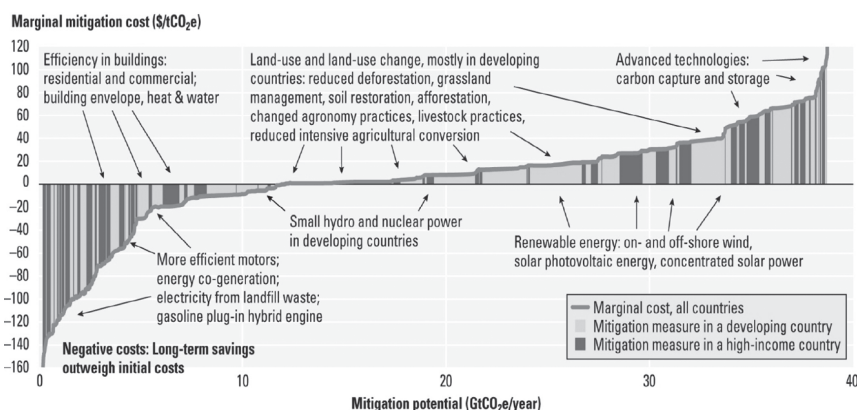 Marginal mitigation cost ($/tCO₂e)
120
100
80
60
40
20
0
–20
–40
–60
–80
–100
–120
–140
–160
Efficiency in buildings:
residential and commercial;
building envelope, heat & water
Land-use and land-use change, mostly in developing
countries: reduced deforestation, grassland
management, soil restoration, afforestation,
changed agronomy practices, livestock practices,
reduced intensive agricultural conversion
Advanced technologies:
carbon capture and storage
Small hydro and nuclear power
in developing countries
Renewable energy: on- and off-shore wind,
solar photovoltaic energy, concentrated solar power
More efficient motors;
energy co-generation;
electricity from landfill waste;
gasoline plug-in hybrid engine
Negative costs: Long-term savings
outweigh initial costs
Marginal cost, all countries
Mitigation measure in a developing country
Mitigation measure in a high-income country
0 10 20 30 40
Mitigation potential (GtCO₂e/year)